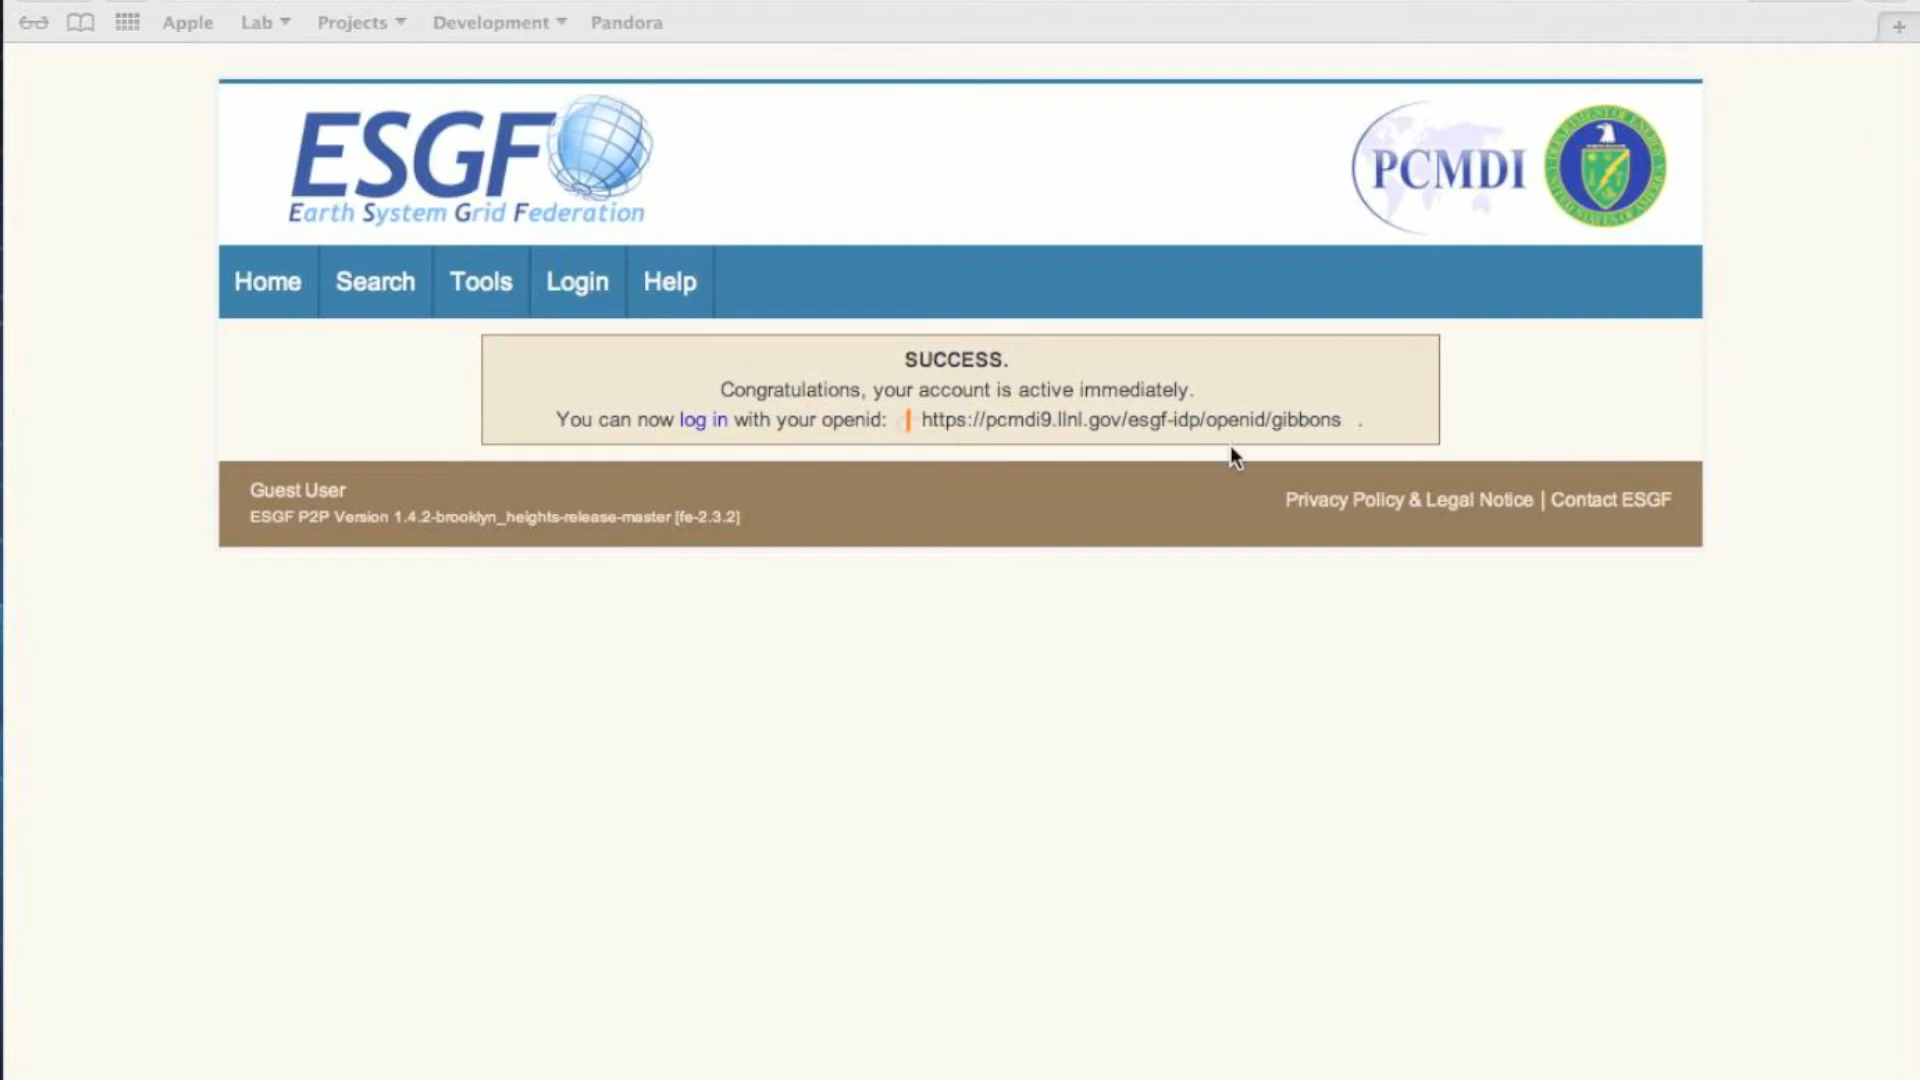 Apple Lab Projects Development Pandora
ESGF
Earth System Grid Federation
PCMDI
Home Search Tools Login Help
SUCCESS.
Congratulations, your account is active immediately.
You can now log in with your openid: https://pcmdi9.llnl.gov/esgf-idp/openid/gibbons .
Guest User
ESGF P2P Version 1.4.2-brooklyn_heights-release-master [fe-2.3.2]
Privacy Policy & Legal Notice | Contact ESGF